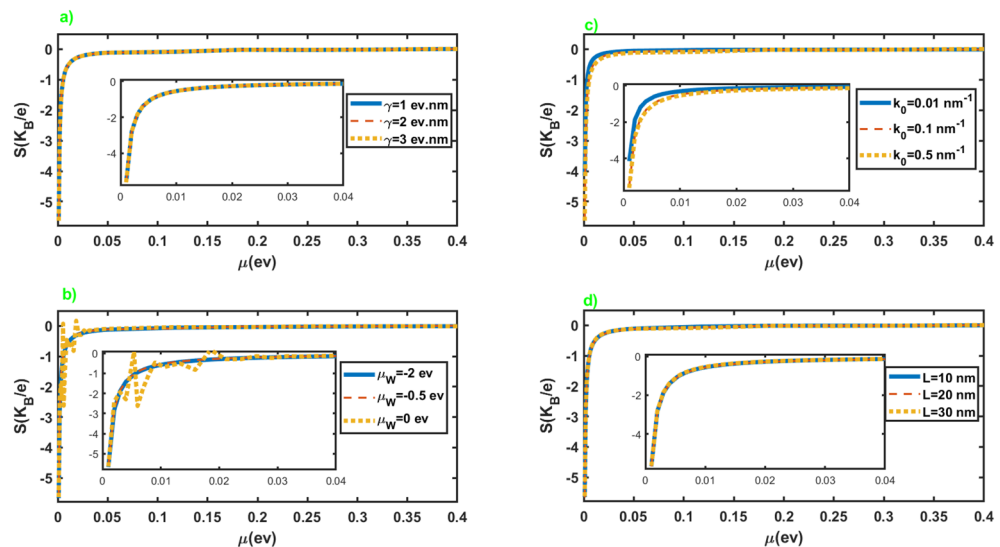 a)
0
-1
-2
-3
-4
-5
S(K_B/e)
0
-2
-4
0 0.01 0.02 0.03 0.04
γ=1 ev.nm
γ=2 ev.nm
γ=3 ev.nm
0 0.05 0.1 0.15 0.2 0.25 0.3 0.35 0.4
μ(ev)
c)
0
-1
-2
-3
-4
-5
S(K_B/e)
0
-2
-4
0 0.01 0.02 0.03 0.04
k_0=0.01 nm^-1
k_0=0.1 nm^-1
k_0=0.5 nm^-1
0 0.05 0.1 0.15 0.2 0.25 0.3 0.35 0.4
μ(ev)
b)
0
-1
-2
-3
-4
-5
S(K_B/e)
0
-1
-2
-4
-5
0 0.01 0.02 0.03 0.04
μ_W=-2 ev
μ_W=-0.5 ev
μ_W=0 ev
0 0.05 0.1 0.15 0.2 0.25 0.3 0.35 0.4
μ(ev)
d)
0
-1
-2
-3
-4
-5
S(K_B/e)
0
-2
-4
0 0.01 0.02 0.03 0.04
L=10 nm
L=20 nm
L=30 nm
0 0.05 0.1 0.15 0.2 0.25 0.3 0.35 0.4
μ(ev)